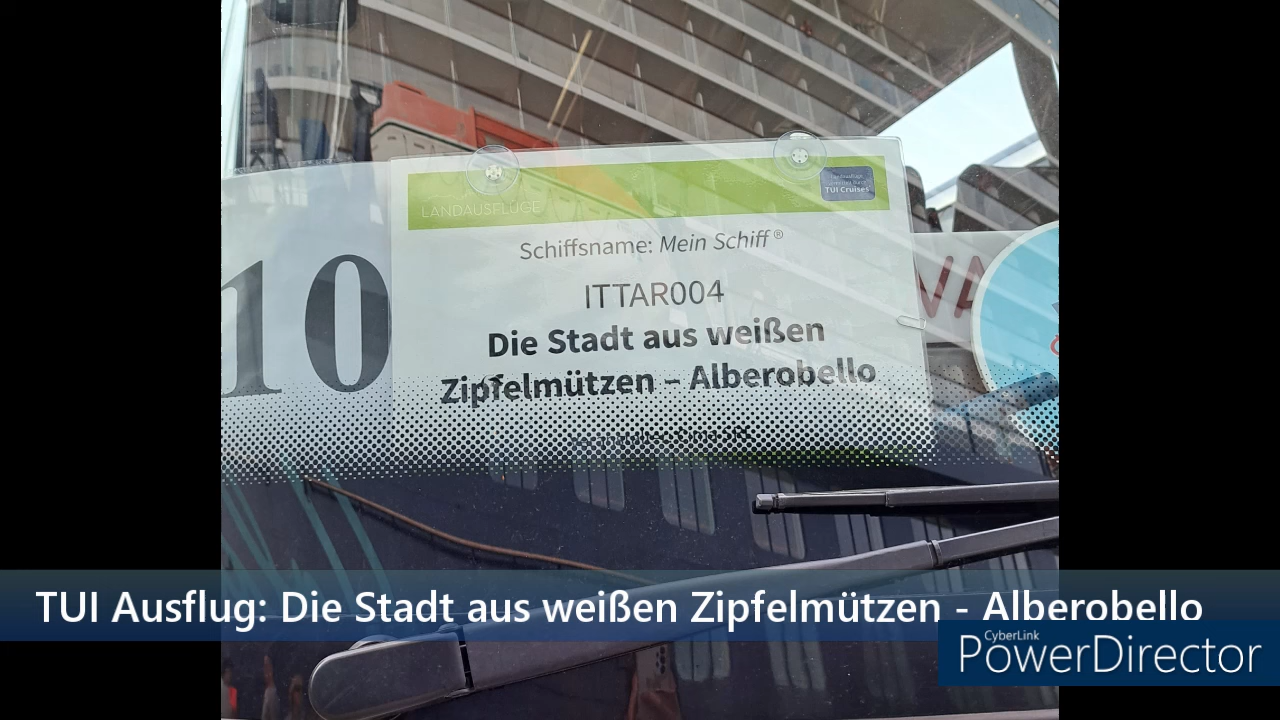 LANDAUSFLÜGE
TUI Cruises
Schiffsname: Mein Schiff®
10
ITTAR004
Die Stadt aus weißen
Zipfelmützen – Alberobello
TUI Ausflug: Die Stadt aus weißen Zipfelmützen - Alberobello
CyberLink
PowerDirector